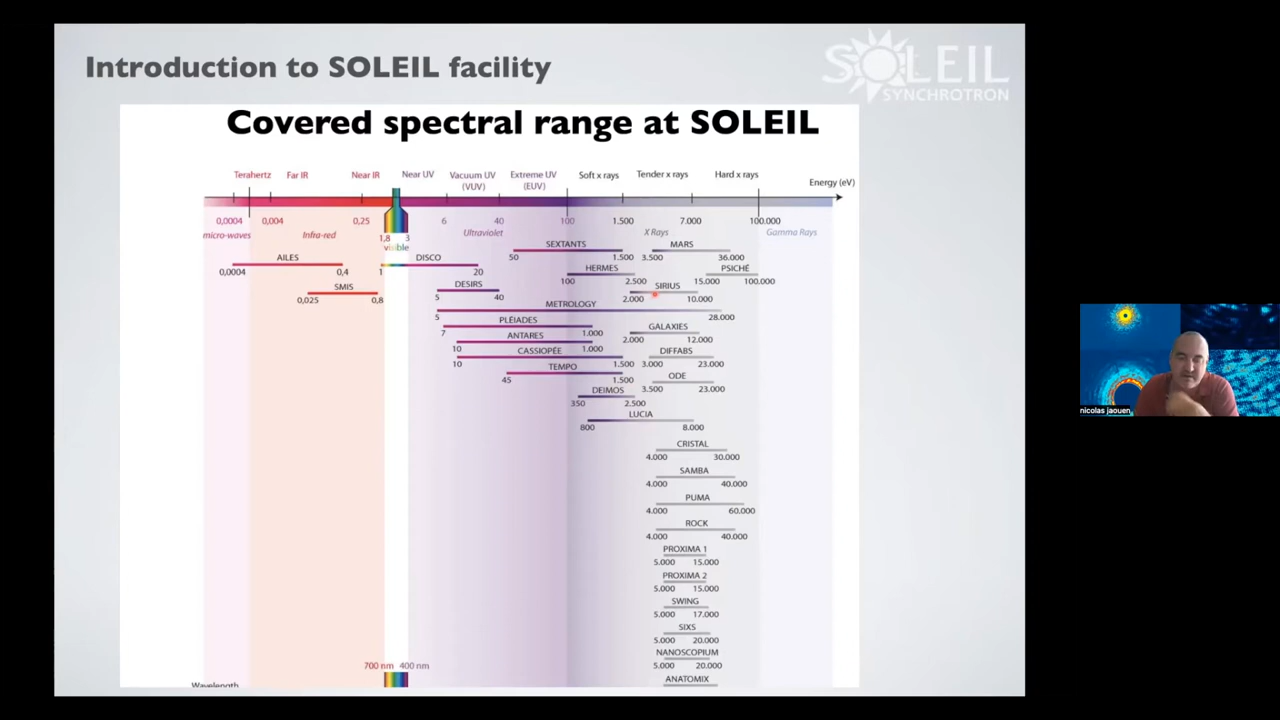 Introduction to SOLEIL facility
SOLEIL
SYNCHROTRON
Covered spectral range at SOLEIL
Terahertz Far IR Near IR Near UV Vacuum UV (VUV) Extreme UV (EUV) Soft x rays Tender x rays Hard x rays
Energy (eV)
0,0004 0,004 0,25 6 40 100 1.500 7.000 100.000
micro-waves Infra-red 1,8 3 Ultraviolet X Rays Gamma Rays
visible
SEXTANTS MARS
50 1.500 3.500 36.000
AILES DISCO
0,0004 0,4 1 20
HERMES PSICHÉ
100 2.500 15.000 100.000
SMIS DESIRS SIRIUS
0,025 0,8 5 40 2.000 10.000
METROLOGY
5 28.000
PLÉIADES GALAXIES
7 1.000 2.000 12.000
ANTARES
10 1.000
CASSIOPÉE DIFFABS
10 1.500 3.000 23.000
TEMPO ODE
45 1.500 3.500 23.000
DEIMOS
350 2.500
LUCIA
800 8.000
CRISTAL
4.000 30.000
SAMBA
4.000 40.000
PUMA
4.000 60.000
ROCK
4.000 40.000
PROXIMA 1
5.000 15.000
PROXIMA 2
5.000 15.000
SWING
5.000 17.000
SIXS
5.000 20.000
NANOSCOPIUM
5.000 20.000
700 nm 400 nm
ANATOMIX
Wavelength
nicolas jaouen